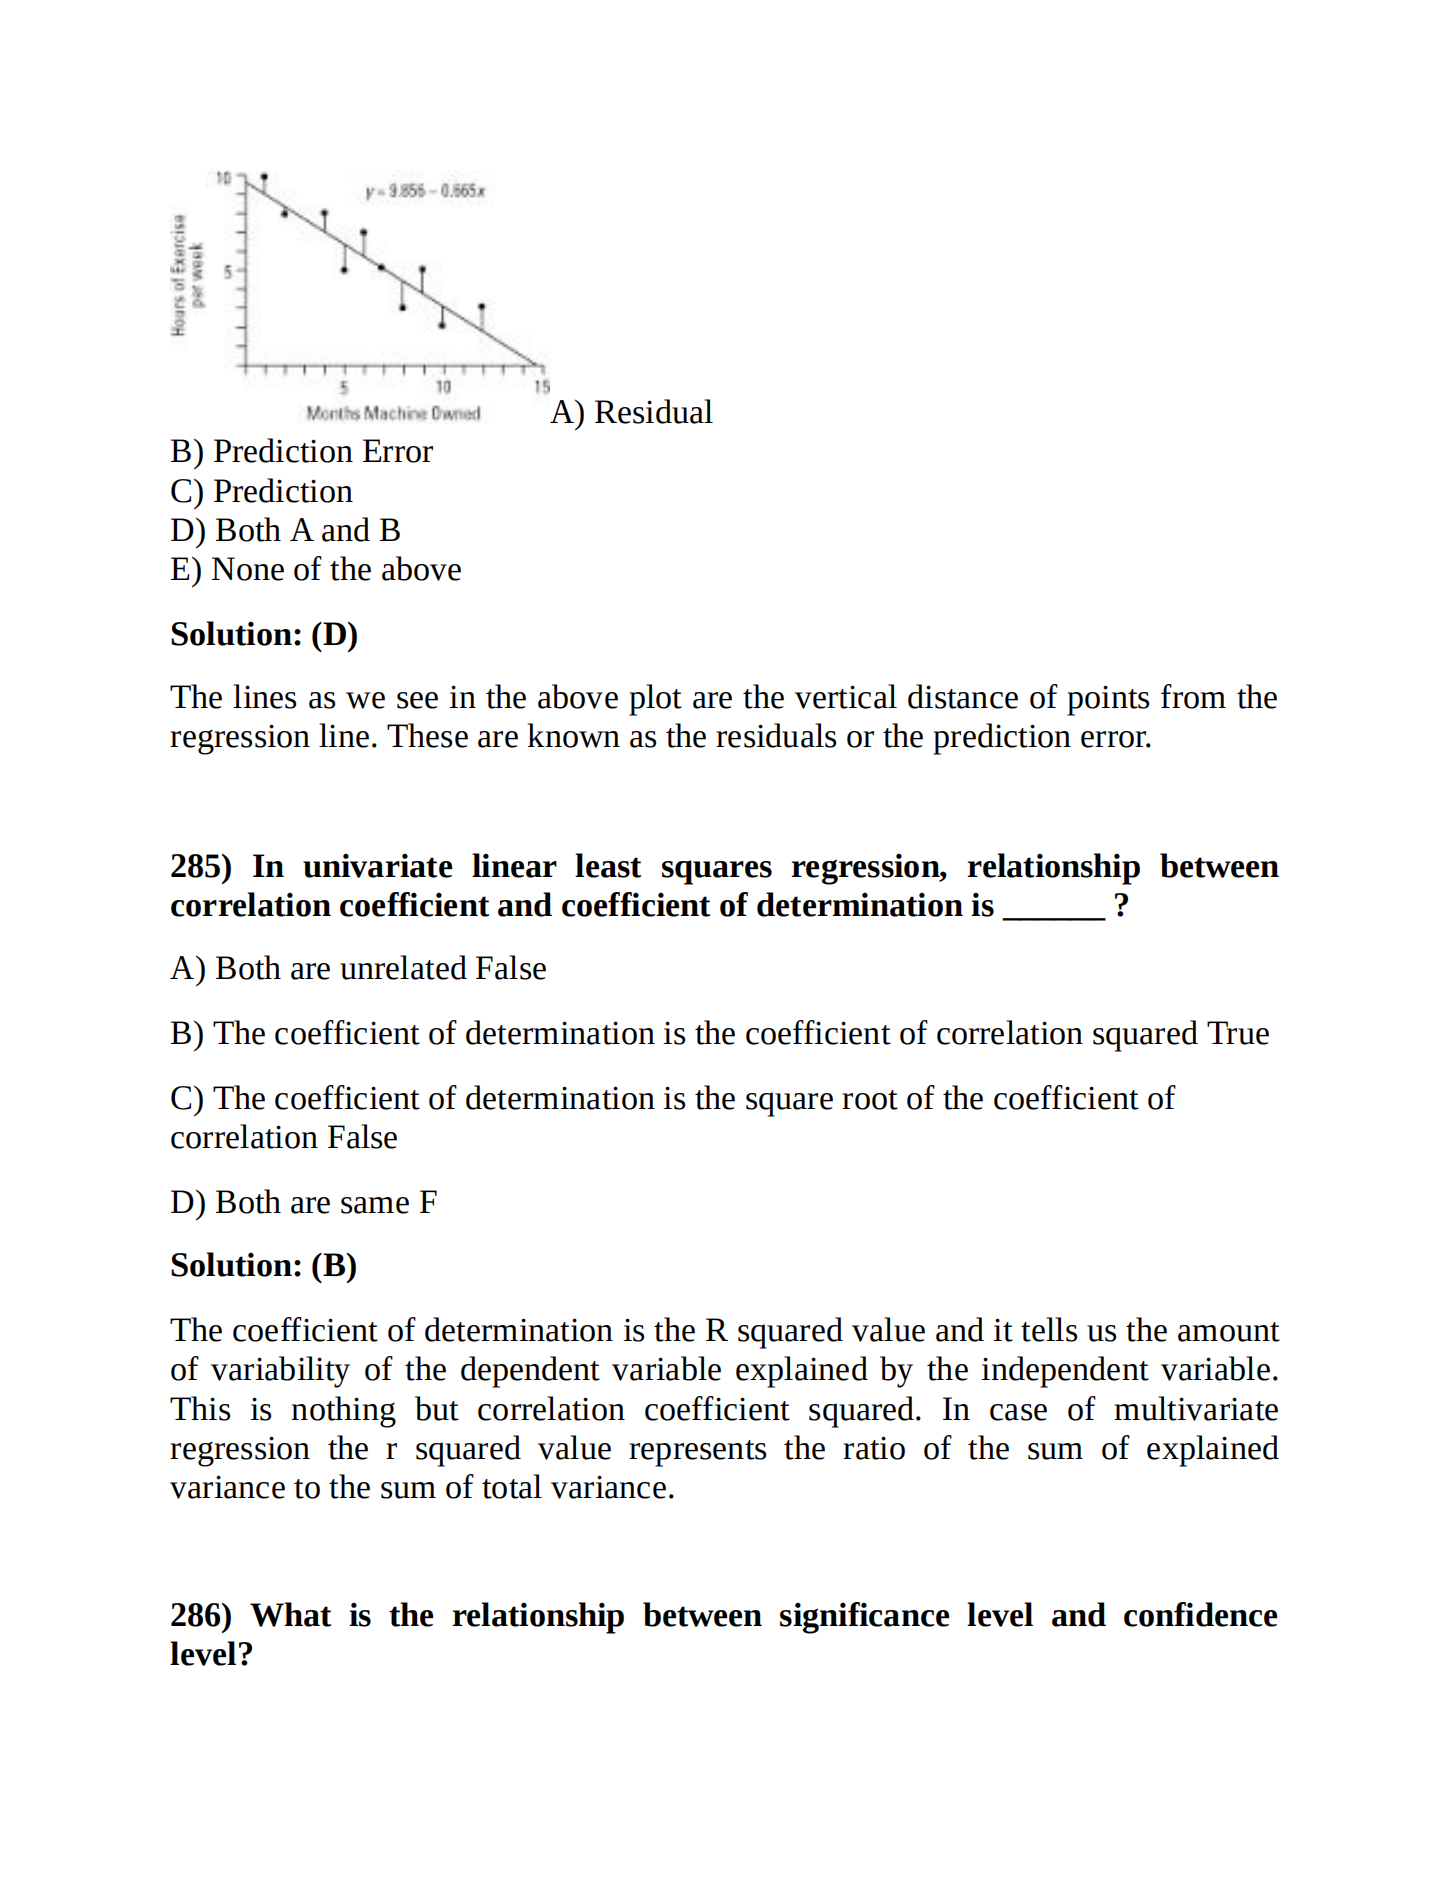 10
y = 9.856 – 0.665x
Hours of Exercise
per week
5
5 10 15
Months Machine Owned A) Residual
B) Prediction Error
C) Prediction
D) Both A and B
E) None of the above
Solution: (D)
The lines as we see in the above plot are the vertical distance of points from the
regression line. These are known as the residuals or the prediction error.
285) In univariate linear least squares regression, relationship between
correlation coefficient and coefficient of determination is ______ ?
A) Both are unrelated False
B) The coefficient of determination is the coefficient of correlation squared True
C) The coefficient of determination is the square root of the coefficient of
correlation False
D) Both are same F
Solution: (B)
The coefficient of determination is the R squared value and it tells us the amount
of variability of the dependent variable explained by the independent variable.
This is nothing but correlation coefficient squared. In case of multivariate
regression the r squared value represents the ratio of the sum of explained
variance to the sum of total variance.
286) What is the relationship between significance level and confidence
level?